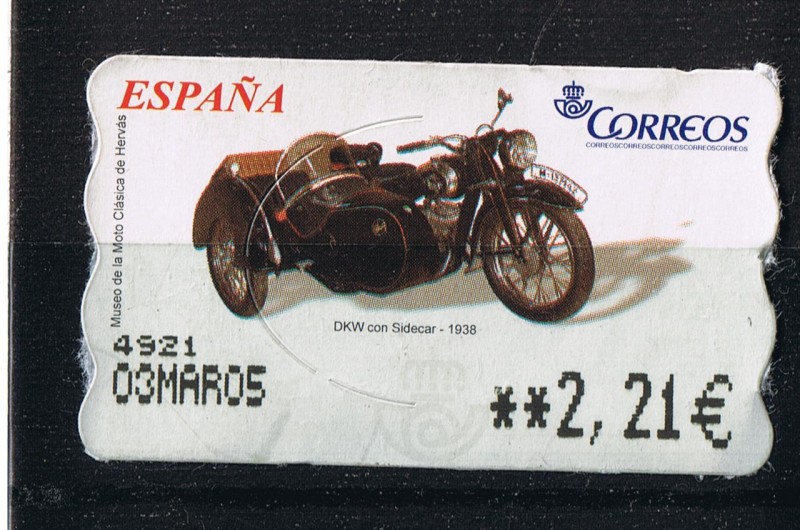 ESPAÑA
CORREOS
CORREOSCORREOSCORREOSCORREOSCORREOS
Museo de la Moto Clásica de Hervás
DKW con Sidecar - 1938
4921
03MAR05
**2,21€